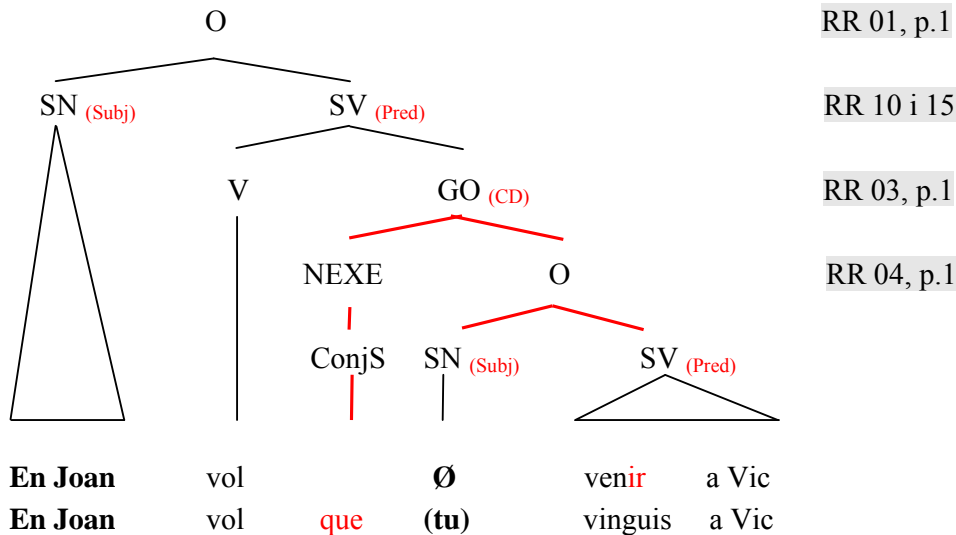 O RR 01, p.1
SN (Subj) SV (Pred) RR 10 i 15
V GO (CD) RR 03, p.1
NEXE O RR 04, p.1
ConjS SN (Subj) SV (Pred)
En Joan vol Ø venir a Vic
En Joan vol que (tu) vinguis a Vic